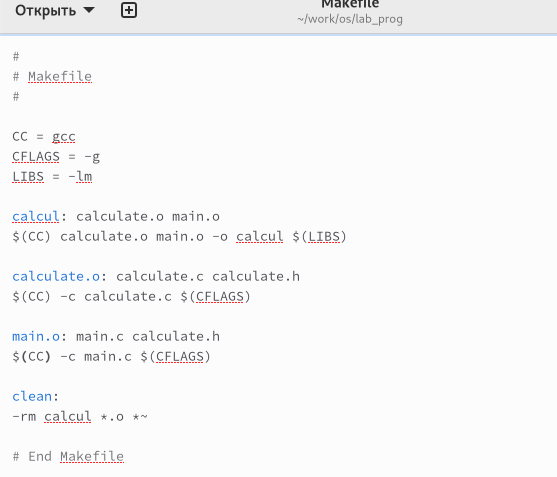 Открыть
Makefile
~/work/os/lab_prog
#
# Makefile
#
CC = gcc
CFLAGS = -g
LIBS = -lm
calcul: calculate.o main.o
$(CC) calculate.o main.o -o calcul $(LIBS)
calculate.o: calculate.c calculate.h
$(CC) -c calculate.c $(CFLAGS)
main.o: main.c calculate.h
$(CC) -c main.c $(CFLAGS)
clean:
-rm calcul *.o *~
# End Makefile